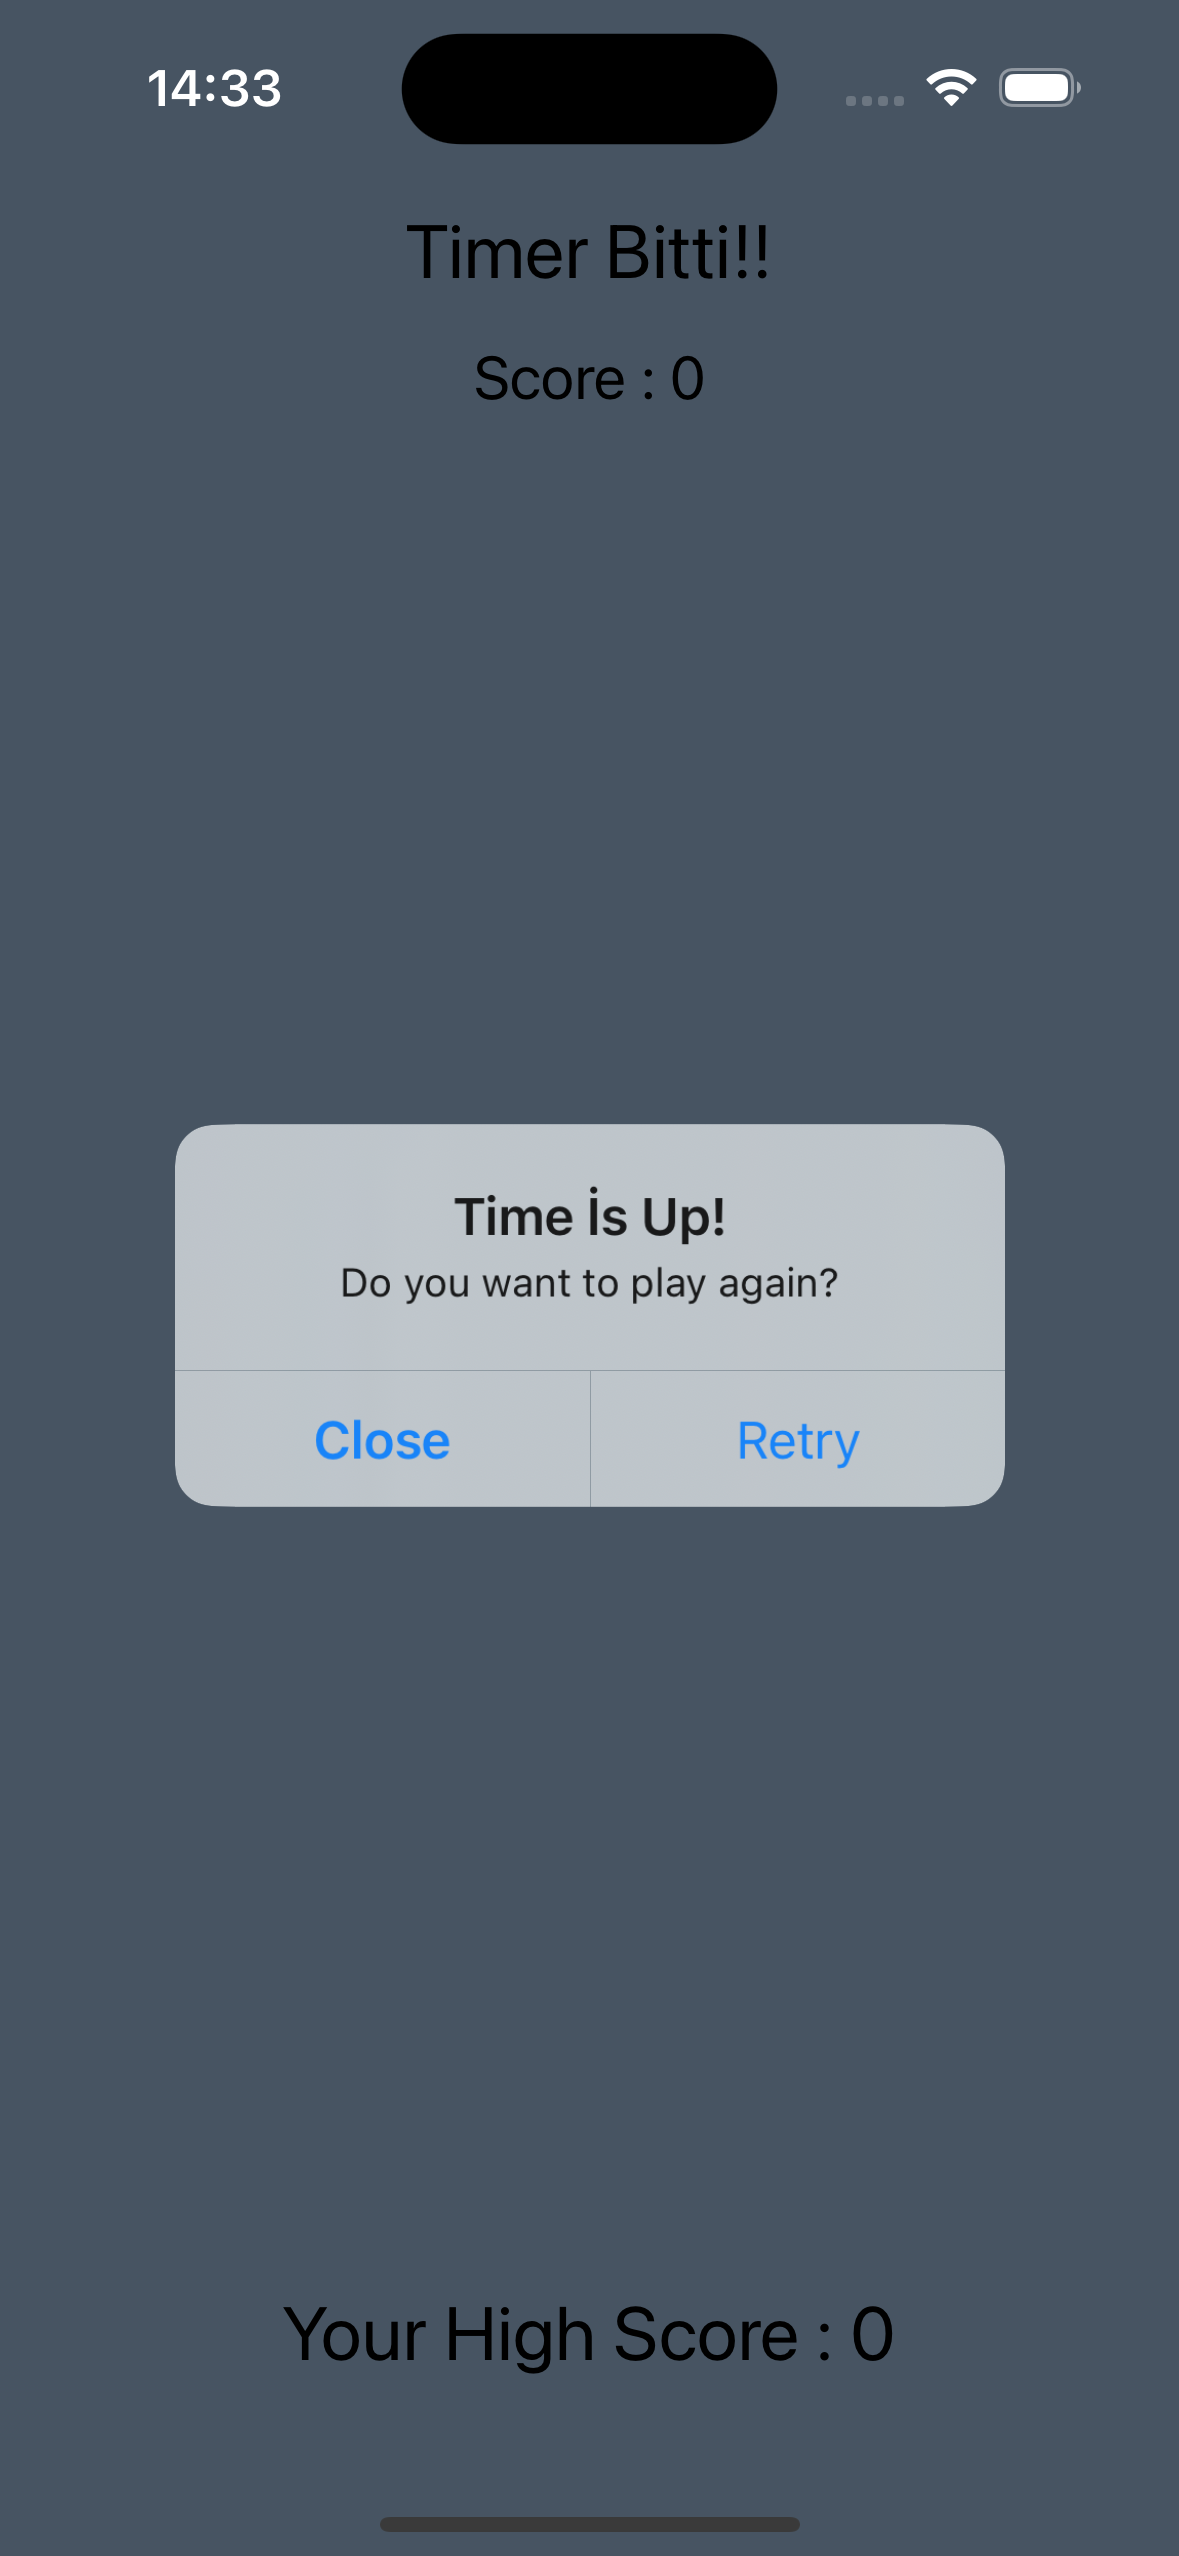 14:33
Timer Bitti!!
Score : 0
Time İs Up!
Do you want to play again?
Close
Retry
Your High Score : 0